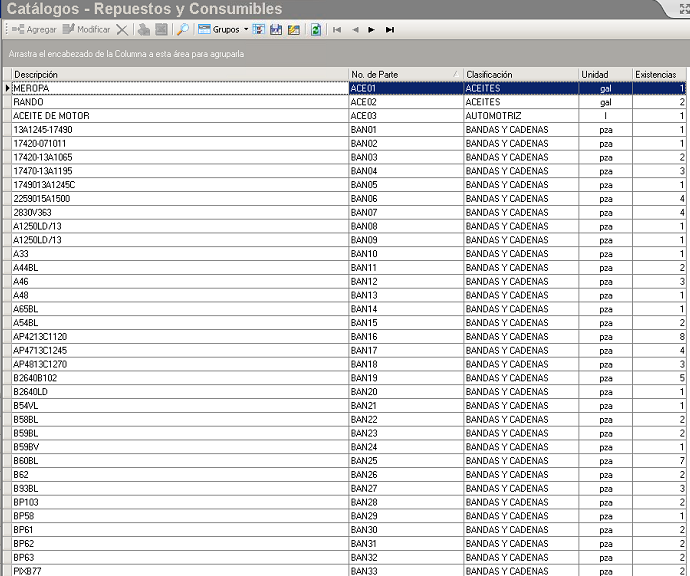 Catálogos - Repuestos y Consumibles
Agregar Modificar Grupos
Arrastra el encabezado de la Columna a esta área para agruparla
Descripción No. de Parte Clasificación Unidad Existencias
MEROPA ACE01 ACEITES gal 1
RANDO ACE02 ACEITES gal 2
ACEITE DE MOTOR ACE03 AUTOMOTRIZ l 1
13A1245-17490 BAN01 BANDAS Y CADENAS pza 1
17420-071011 BAN02 BANDAS Y CADENAS pza 1
17420-13A1065 BAN03 BANDAS Y CADENAS pza 2
17470-13A1195 BAN04 BANDAS Y CADENAS pza 3
1749013A1245C BAN05 BANDAS Y CADENAS pza 1
2259015A1500 BAN06 BANDAS Y CADENAS pza 4
2830V363 BAN07 BANDAS Y CADENAS pza 4
A1250LD/13 BAN08 BANDAS Y CADENAS pza 1
A1250LD/13 BAN09 BANDAS Y CADENAS pza 1
A33 BAN10 BANDAS Y CADENAS pza 1
A44BL BAN11 BANDAS Y CADENAS pza 2
A46 BAN12 BANDAS Y CADENAS pza 3
A48 BAN13 BANDAS Y CADENAS pza 1
A65BL BAN14 BANDAS Y CADENAS pza 1
A54BL BAN15 BANDAS Y CADENAS pza 2
AP4213C1120 BAN16 BANDAS Y CADENAS pza 8
AP4713C1245 BAN17 BANDAS Y CADENAS pza 4
AP4813C1270 BAN18 BANDAS Y CADENAS pza 3
B2640B102 BAN19 BANDAS Y CADENAS pza 5
B2640LD BAN20 BANDAS Y CADENAS pza 1
B54VL BAN21 BANDAS Y CADENAS pza 1
B58BL BAN22 BANDAS Y CADENAS pza 2
B59BL BAN23 BANDAS Y CADENAS pza 2
B59BV BAN24 BANDAS Y CADENAS pza 1
B60BL BAN25 BANDAS Y CADENAS pza 7
B62 BAN26 BANDAS Y CADENAS pza 2
B93BL BAN27 BANDAS Y CADENAS pza 3
BP103 BAN28 BANDAS Y CADENAS pza 2
BP58 BAN29 BANDAS Y CADENAS pza 1
BP61 BAN30 BANDAS Y CADENAS pza 2
BP62 BAN31 BANDAS Y CADENAS pza 2
BP63 BAN32 BANDAS Y CADENAS pza 2
PIXB77 BAN33 BANDAS Y CADENAS pza 2